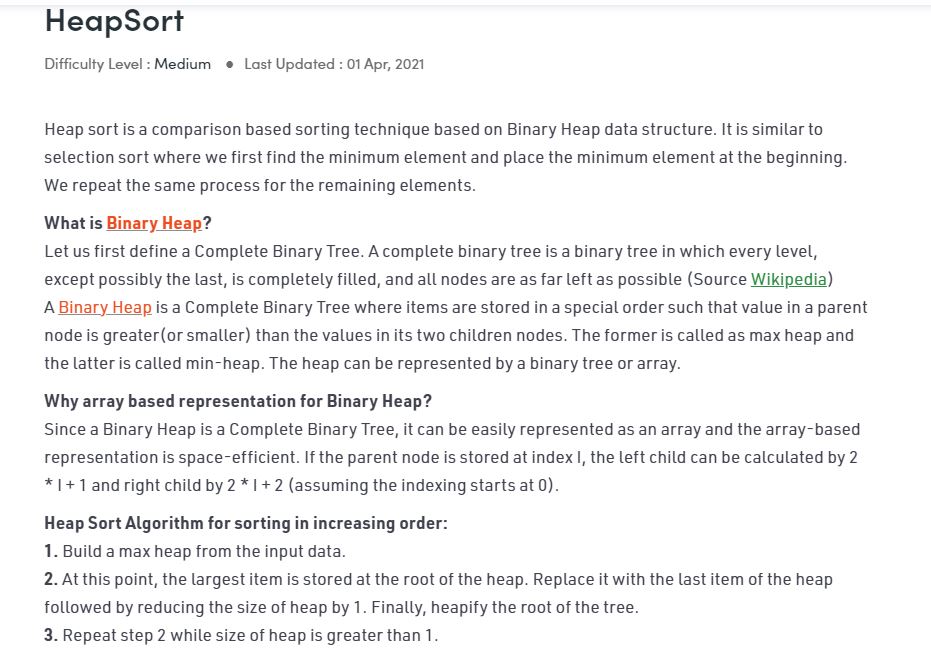 HeapSort
Difficulty Level : Medium ● Last Updated : 01 Apr, 2021
Heap sort is a comparison based sorting technique based on Binary Heap data structure. It is similar to
selection sort where we first find the minimum element and place the minimum element at the beginning.
We repeat the same process for the remaining elements.
What is Binary Heap?
Let us first define a Complete Binary Tree. A complete binary tree is a binary tree in which every level,
except possibly the last, is completely filled, and all nodes are as far left as possible (Source Wikipedia)
A Binary Heap is a Complete Binary Tree where items are stored in a special order such that value in a parent
node is greater(or smaller) than the values in its two children nodes. The former is called as max heap and
the latter is called min-heap. The heap can be represented by a binary tree or array.
Why array based representation for Binary Heap?
Since a Binary Heap is a Complete Binary Tree, it can be easily represented as an array and the array-based
representation is space-efficient. If the parent node is stored at index I, the left child can be calculated by 2
* I + 1 and right child by 2 * I + 2 (assuming the indexing starts at 0).
Heap Sort Algorithm for sorting in increasing order:
1. Build a max heap from the input data.
2. At this point, the largest item is stored at the root of the heap. Replace it with the last item of the heap
followed by reducing the size of heap by 1. Finally, heapify the root of the tree.
3. Repeat step 2 while size of heap is greater than 1.